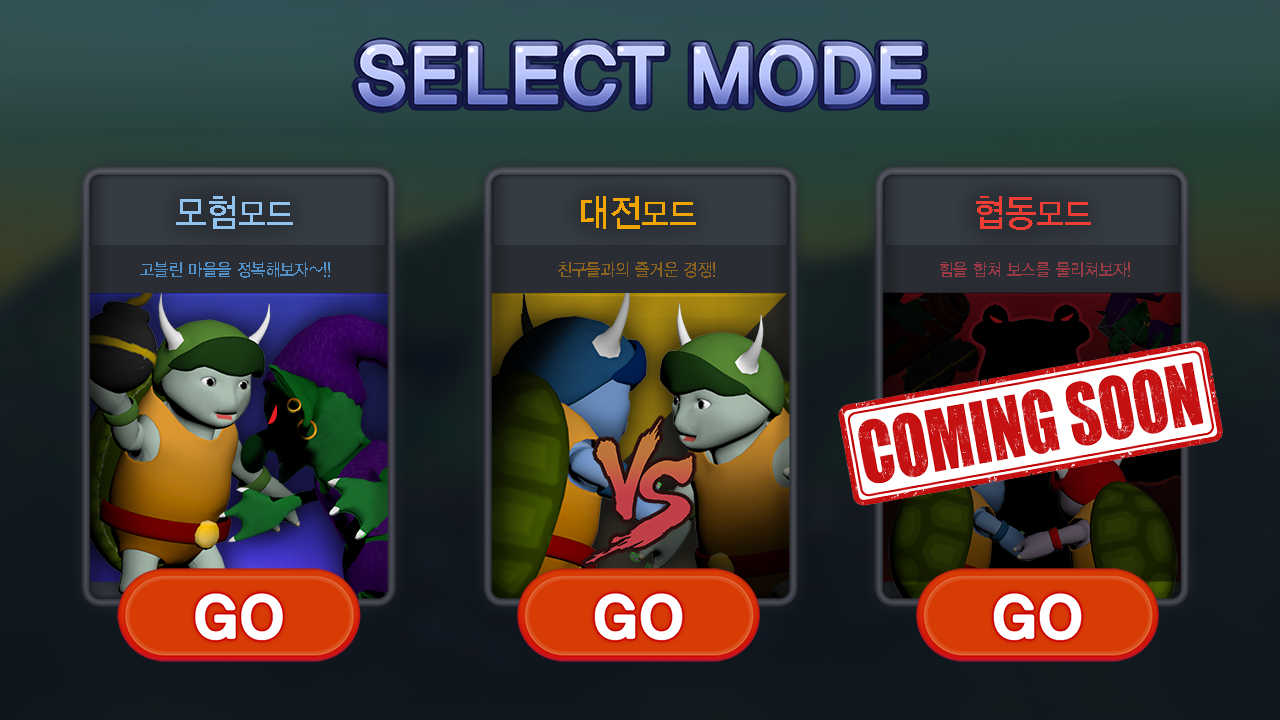 SELECT MODE
모험모드
고블린 마을을 정복해보자~!!
GO
대전모드
친구들과의 즐거운 경쟁!
VS
GO
협동모드
힘을 합쳐 보스를 물리쳐보자!
COMING SOON
GO